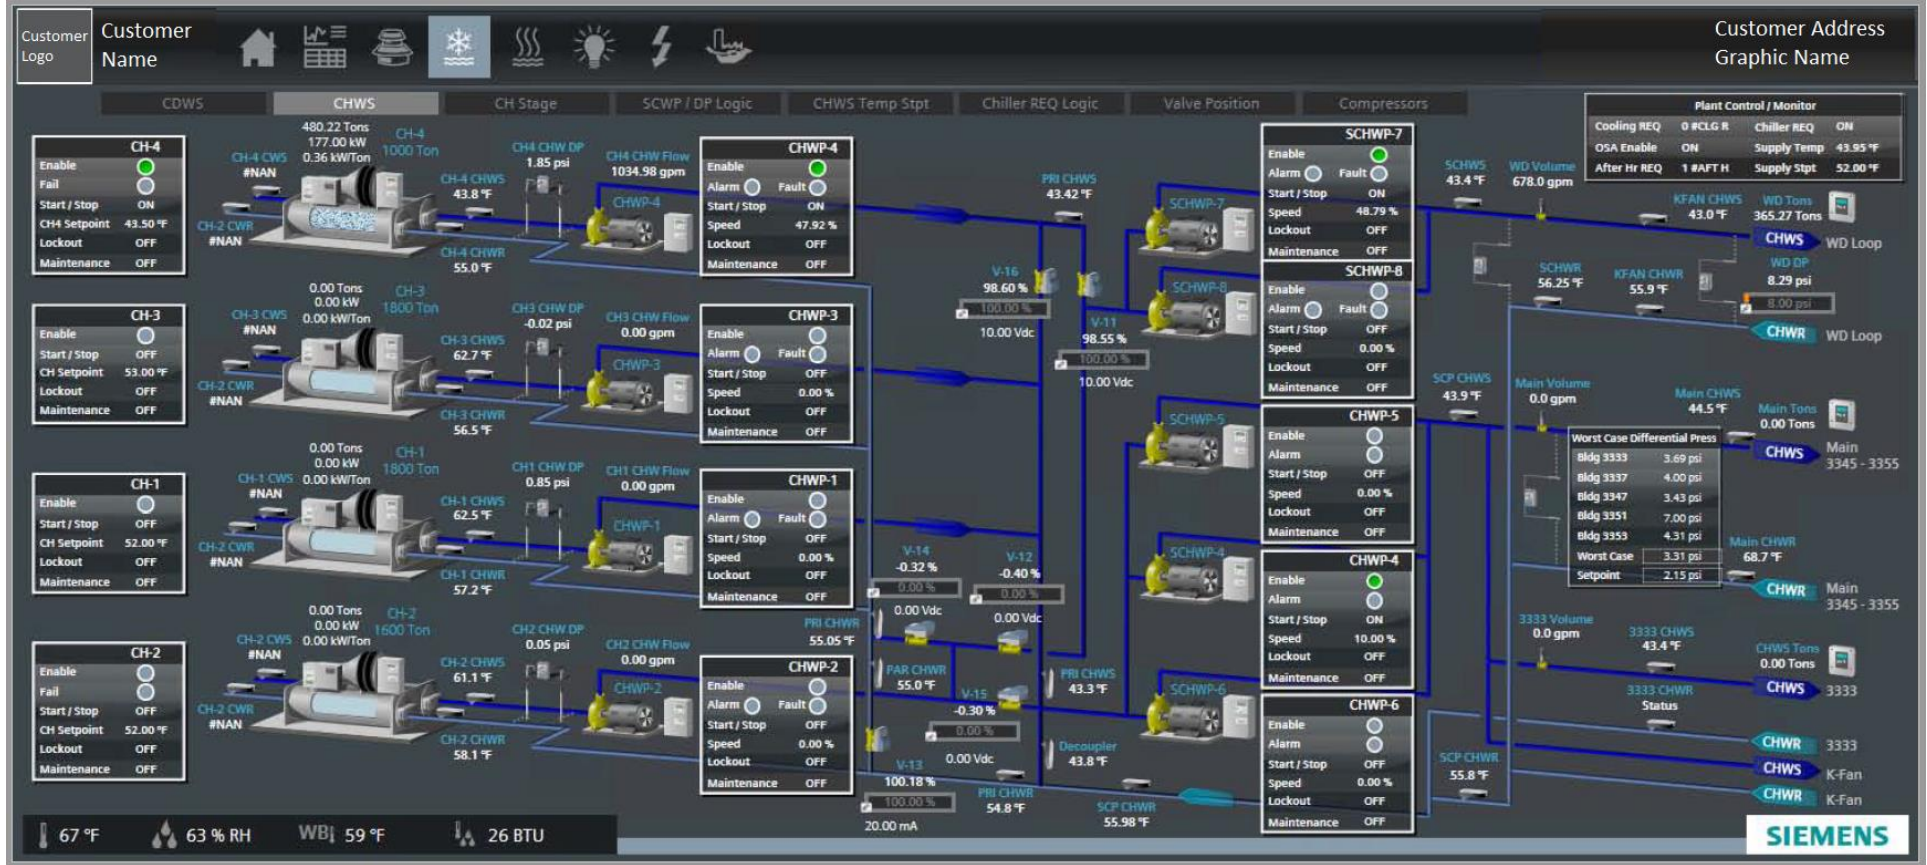 Customer
Logo
Customer
Name
Customer Address
Graphic Name
CDWS
CHWS
CH Stage
SCWP / DP Logic
CHWS Temp Stpt
Chiller REQ Logic
Valve Position
Compressors
Plant Control / Monitor
Cooling REQ 0 #CLG R Chiller REQ ON
OSA Enable ON Supply Temp 43.95 °F
After Hr REQ 1 #AFT H Supply Stpt 52.00 °F
CH-4
Enable
Fail
Start / Stop ON
CH4 Setpoint 43.50 °F
Lockout OFF
Maintenance OFF
480.22 Tons
177.00 kW
0.36 kW/Ton
CH-4
1000 Ton
CH-4 CWS
#NAN
CH-2 CWR
#NAN
CH-4 CHWS
43.8 °F
CH-4 CHWR
55.0 °F
CH4 CHW DP
1.85 psi
CH4 CHW Flow
1034.98 gpm
CHWP-4
CHWP-4
Enable
Alarm Fault
Start / Stop ON
Speed 47.92 %
Lockout OFF
Maintenance OFF
CH-3
Enable
Start / Stop OFF
CH Setpoint 53.00 °F
Lockout OFF
Maintenance OFF
0.00 Tons
0.00 kW
0.00 kW/Ton
CH-3
1800 Ton
CH-3 CWS
#NAN
CH-2 CWR
#NAN
CH-3 CHWS
62.7 °F
CH-3 CHWR
56.5 °F
CH3 CHW DP
-0.02 psi
CH3 CHW Flow
0.00 gpm
CHWP-3
CHWP-3
Enable
Alarm Fault
Start / Stop OFF
Speed 0.00 %
Lockout OFF
Maintenance OFF
CH-1
Enable
Start / Stop OFF
CH Setpoint 52.00 °F
Lockout OFF
Maintenance OFF
0.00 Tons
0.00 kW
0.00 kW/Ton
CH-1
1800 Ton
CH-1 CWS
#NAN
CH-2 CWR
#NAN
CH-1 CHWS
62.5 °F
CH-1 CHWR
57.2 °F
CH1 CHW DP
0.85 psi
CH1 CHW Flow
0.00 gpm
CHWP-1
CHWP-1
Enable
Alarm Fault
Start / Stop OFF
Speed 0.00 %
Lockout OFF
Maintenance OFF
CH-2
Enable
Fail
Start / Stop OFF
CH Setpoint 52.00 °F
Lockout OFF
Maintenance OFF
0.00 Tons
0.00 kW
0.00 kW/Ton
CH-2
1600 Ton
CH-2 CWS
#NAN
CH-2 CWR
#NAN
CH-2 CHWS
61.1 °F
CH-2 CHWR
58.1 °F
CH2 CHW DP
0.05 psi
CH2 CHW Flow
0.00 gpm
CHWP-2
CHWP-2
Enable
Alarm Fault
Start / Stop OFF
Speed 0.00 %
Lockout OFF
Maintenance OFF
PRI CHWS
43.42 °F
V-16
98.60 %
100.00 %
10.00 Vdc
V-11
98.55 %
100.00 %
10.00 Vdc
V-14
-0.32 %
0.00 %
0.00 Vdc
V-12
-0.40 %
0.00 %
0.00 Vdc
PRI CHWR
55.05 °F
PAR CHWR
55.0 °F
V-15
-0.30 %
0.00 %
0.00 Vdc
PRI CHWS
43.3 °F
Decoupler
43.8 °F
V-13
100.18 %
100.00 %
20.00 mA
PRI CHWR
54.8 °F
SCP CHWR
55.98 °F
SCHWP-7
SCHWP-8
SCHWP-5
SCHWP-4
SCHWP-6
SCHWP-7
Enable
Alarm Fault
Start / Stop ON
Speed 48.79 %
Lockout OFF
Maintenance OFF
SCHWP-8
Enable
Alarm Fault
Start / Stop OFF
Speed 0.00 %
Lockout OFF
Maintenance OFF
CHWP-5
Enable
Alarm
Start / Stop OFF
Speed 0.00 %
Lockout OFF
Maintenance OFF
CHWP-4
Enable
Alarm
Start / Stop ON
Speed 10.00 %
Lockout OFF
Maintenance OFF
CHWP-6
Enable
Alarm
Start / Stop OFF
Speed 0.00 %
Lockout OFF
Maintenance OFF
SCHWS
43.4 °F
WD Volume
678.0 gpm
KFAN CHWS
43.0 °F
WD Tons
365.27 Tons
CHWS
WD Loop
WD DP
8.29 psi
8.00 psi
SCHWR
56.25 °F
KFAN CHWR
55.9 °F
CHWR
WD Loop
SCP CHWS
43.9 °F
Main Volume
0.0 gpm
Main CHWS
44.5 °F
Main Tons
0.00 Tons
CHWS
Main
3345 - 3355
Worst Case Differential Press
Bldg 3333 3.69 psi
Bldg 3337 4.00 psi
Bldg 3347 3.43 psi
Bldg 3351 7.00 psi
Bldg 3353 4.31 psi
Worst Case 3.31 psi
Setpoint 2.15 psi
Main CHWR
68.7 °F
CHWR
Main
3345 - 3355
3333 Volume
0.0 gpm
3333 CHWS
43.4 °F
CHWS Tons
0.00 Tons
CHWS
3333
3333 CHWR
Status
CHWR
3333
CHWS
K-Fan
CHWR
K-Fan
SCP CHWR
55.8 °F
67 °F
63 % RH
WB 59 °F
26 BTU
SIEMENS